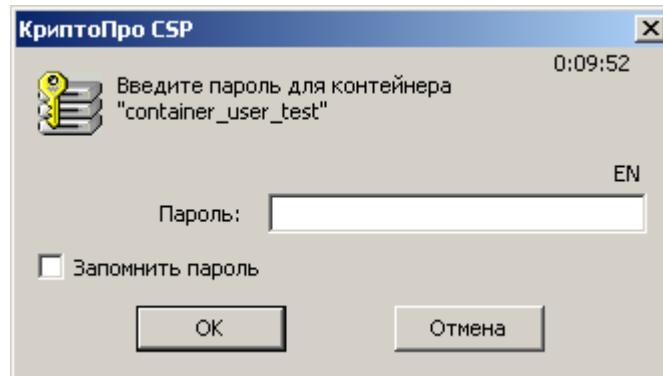 КриптоПро CSP
0:09:52
Введите пароль для контейнера
"container_user_test"
EN
Пароль:
Запомнить пароль
OK
Отмена